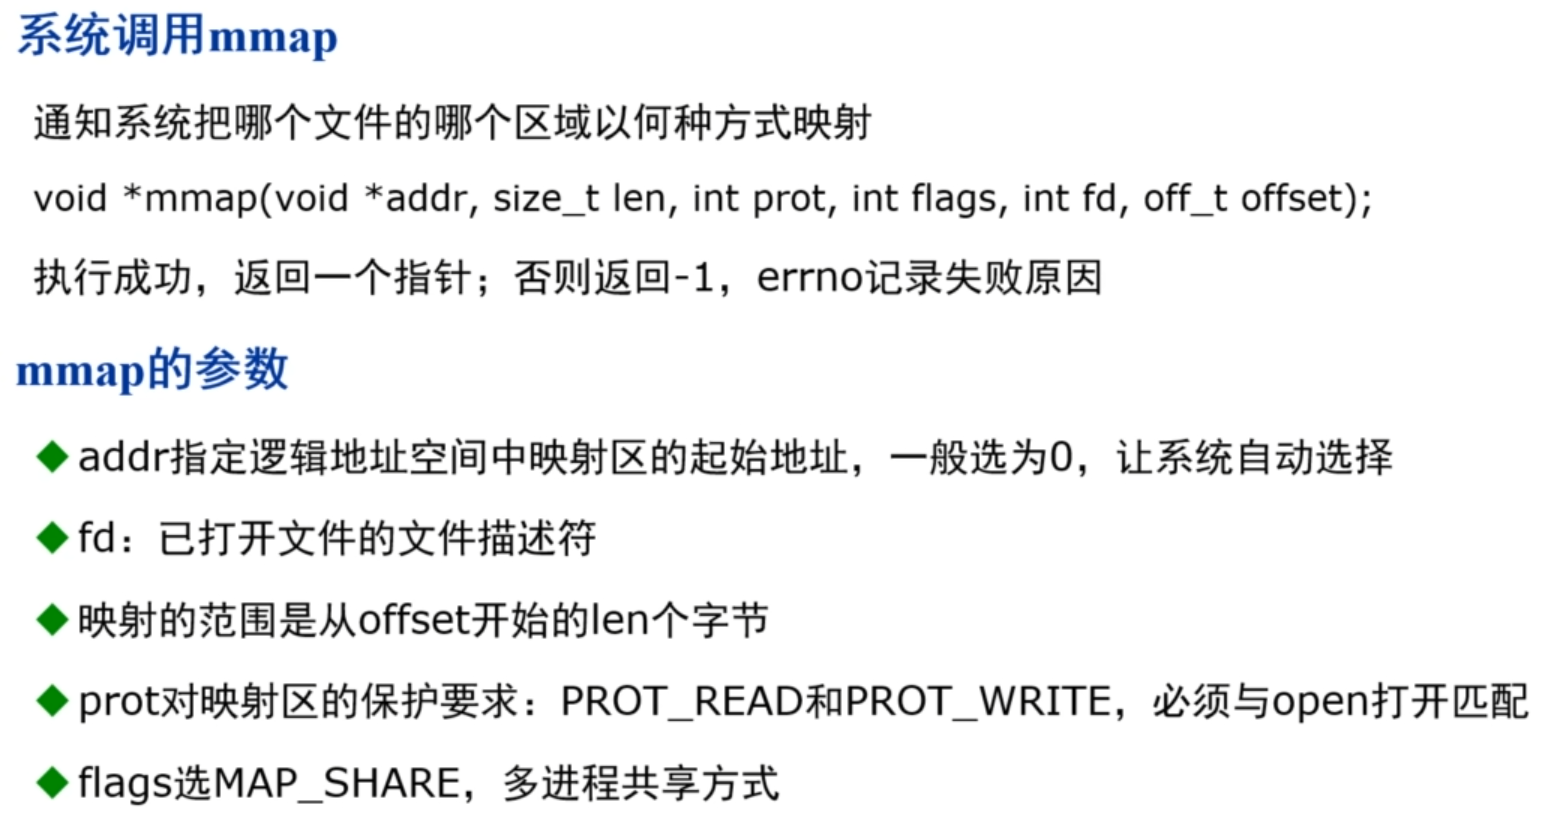 系统调用mmap
通知系统把哪个文件的哪个区域以何种方式映射
void *mmap(void *addr, size_t len, int prot, int flags, int fd, off_t offset);
执行成功，返回一个指针；否则返回-1，errno记录失败原因
mmap的参数
◆addr指定逻辑地址空间中映射区的起始地址，一般选为0，让系统自动选择
◆fd：已打开文件的文件描述符
◆映射的范围是从offset开始的len个字节
◆prot对映射区的保护要求：PROT_READ和PROT_WRITE，必须与open打开匹配
◆flags选MAP_SHARE，多进程共享方式